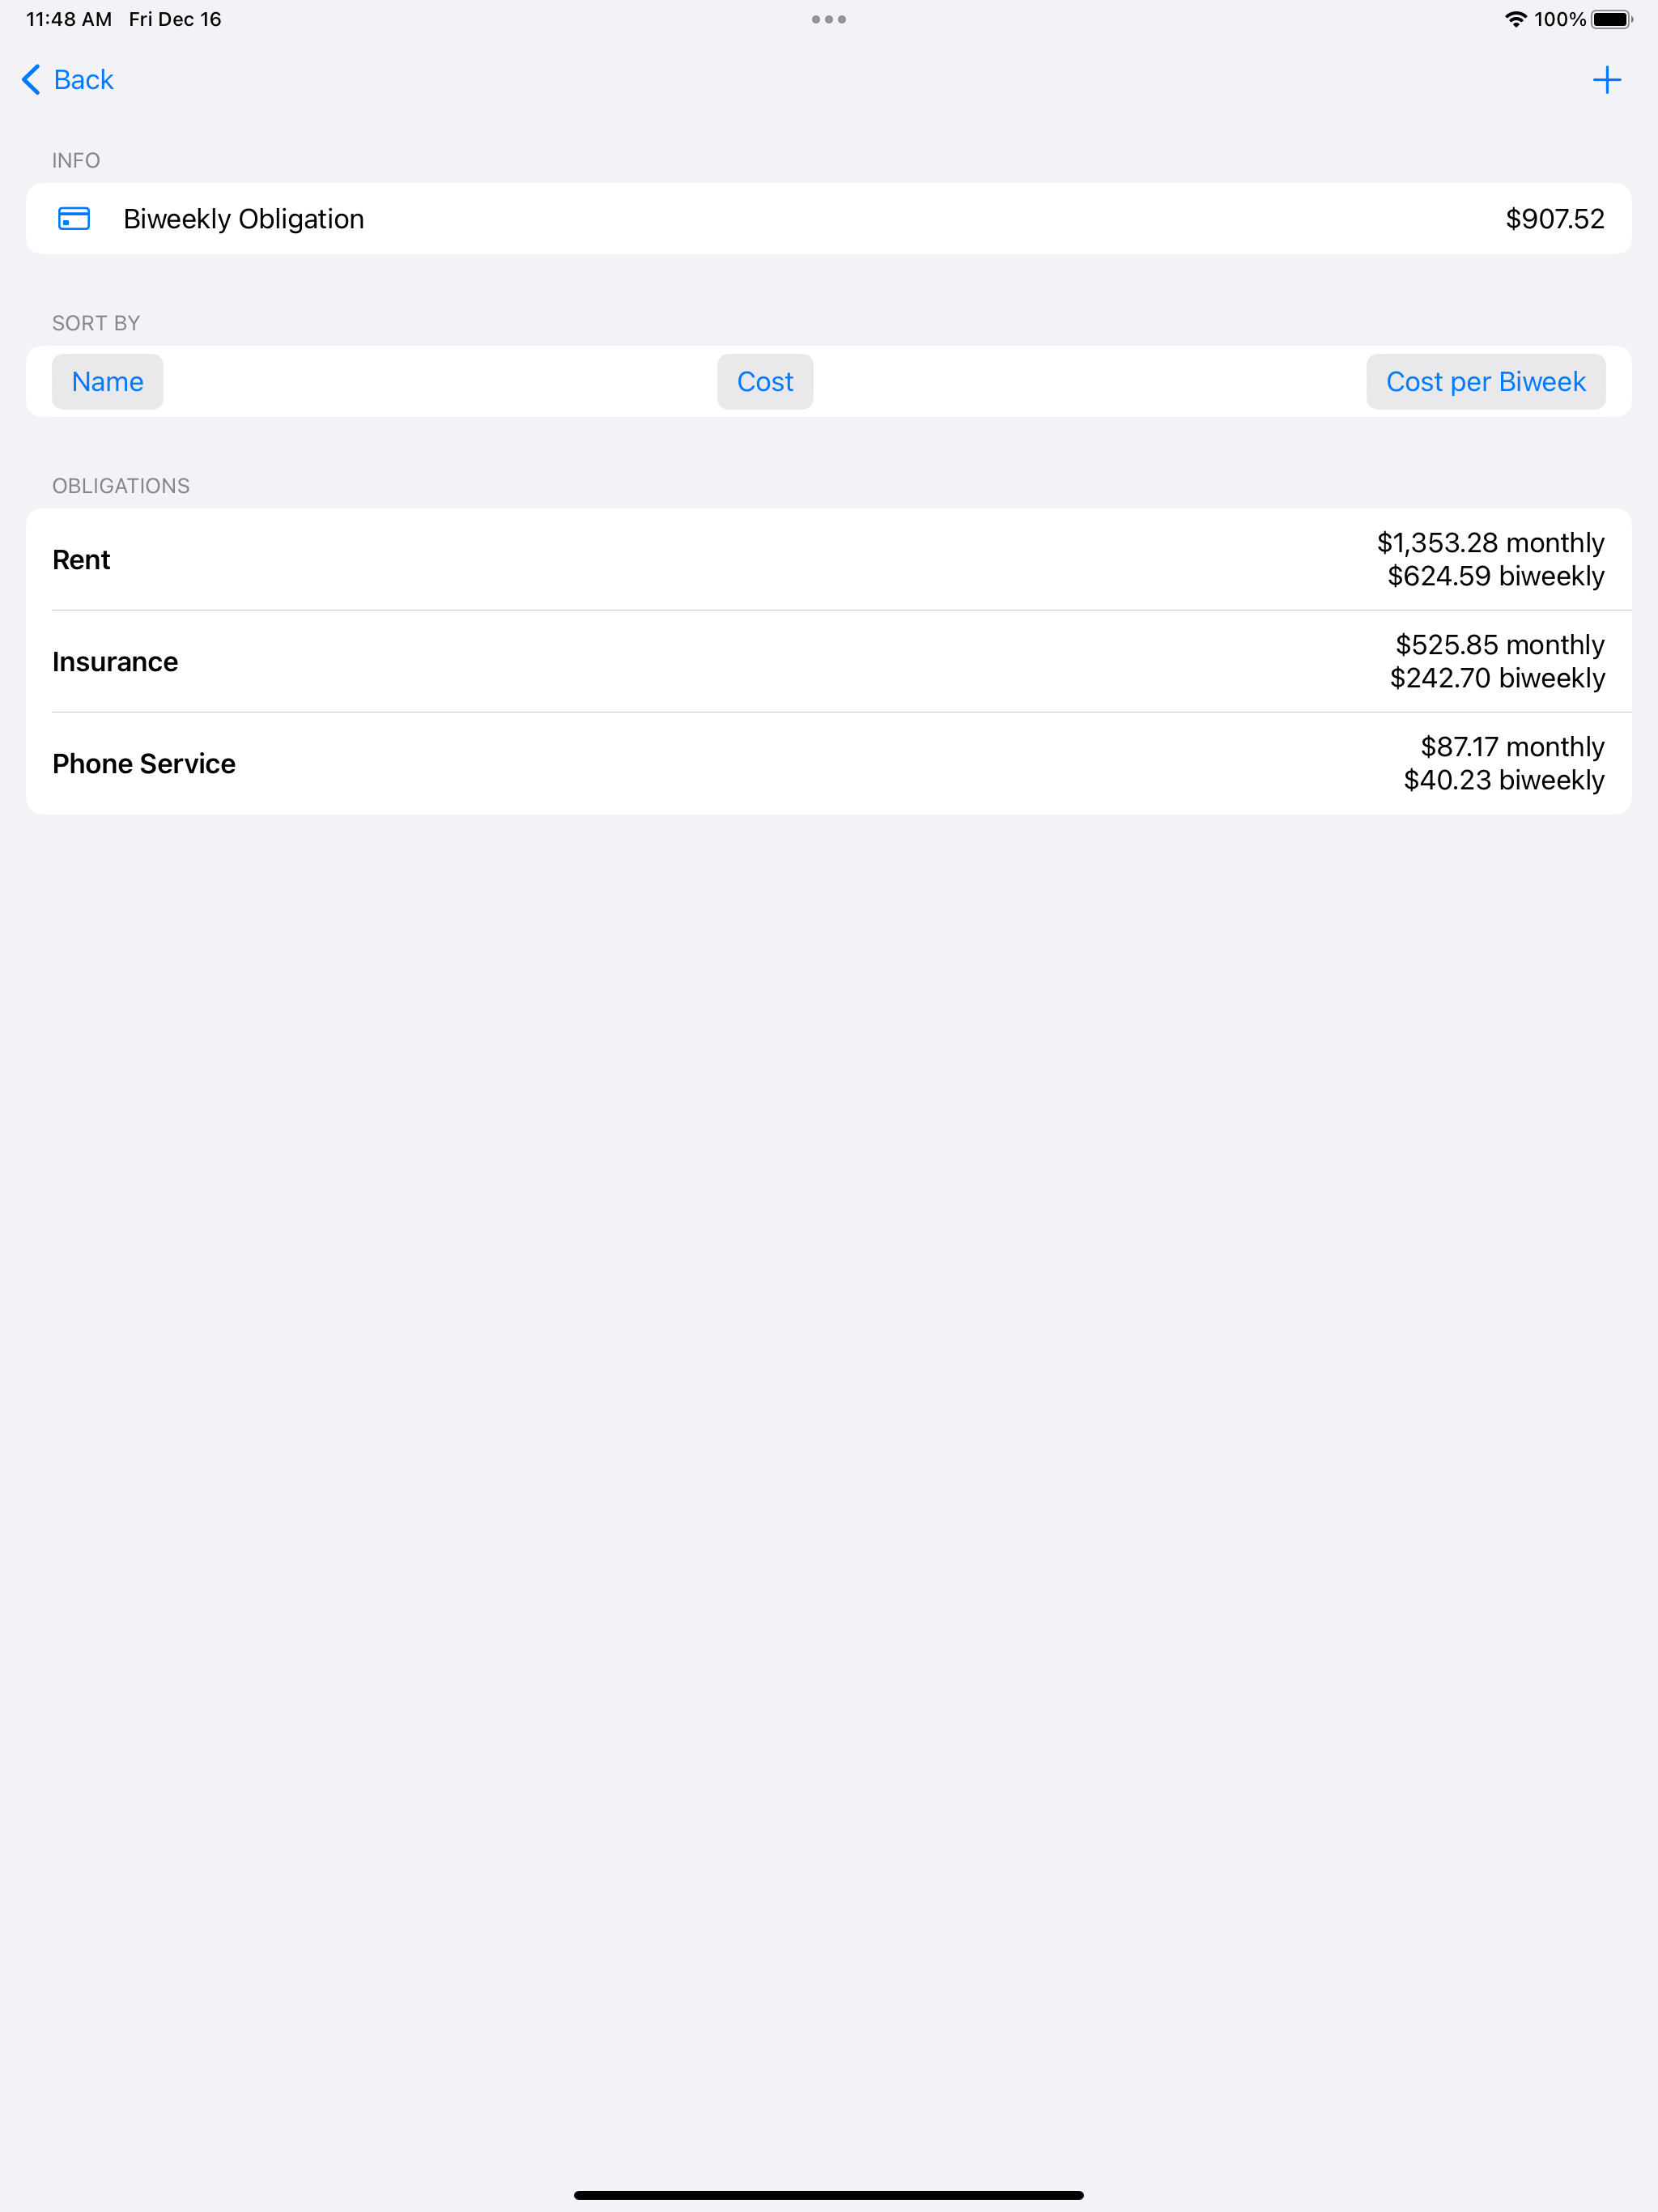 11:48 AM Fri Dec 16 100%
Back
INFO
Biweekly Obligation $907.52
SORT BY
Name Cost Cost per Biweek
OBLIGATIONS
Rent
$1,353.28 monthly
$624.59 biweekly
Insurance
$525.85 monthly
$242.70 biweekly
Phone Service
$87.17 monthly
$40.23 biweekly